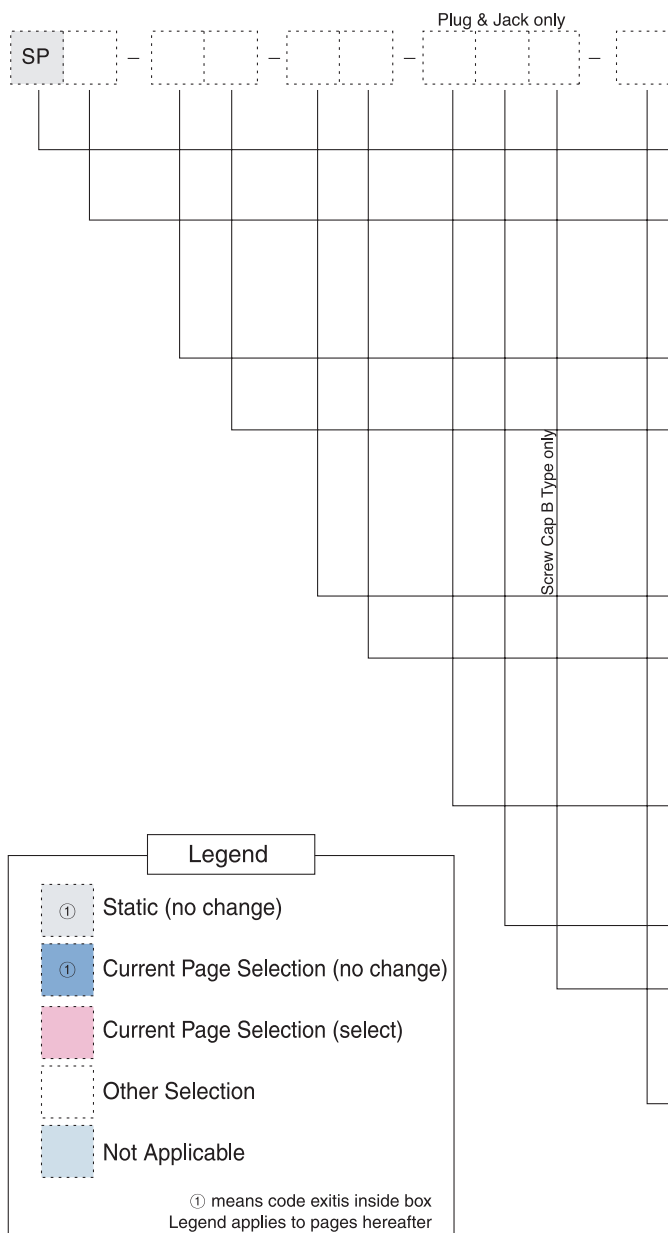 Plug & Jack only
SP – – – –
Screw Cap B Type only
Legend
① Static (no change)
① Current Page Selection (no change)
Current Page Selection (select)
Other Selection
Not Applicable
① means code exitis inside box
Legend applies to pages hereafter